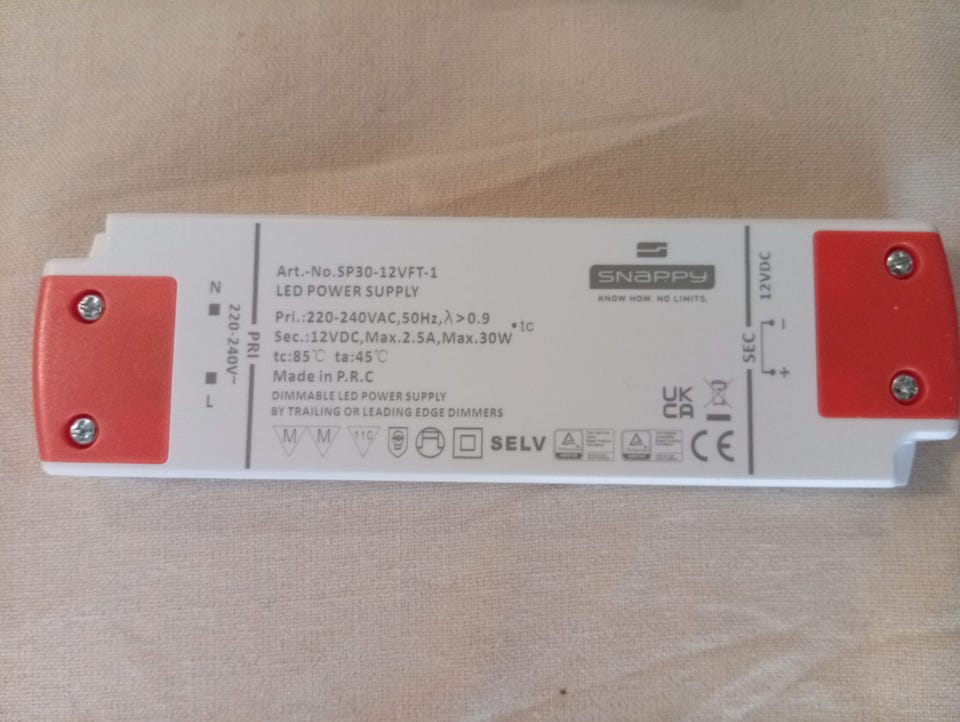 N
220-240V~
L
PRI
Art.-No.SP30-12VFT-1
LED POWER SUPPLY
Pri.:220-240VAC,50Hz,λ>0.9
Sec.:12VDC,Max.2.5A,Max.30W
•tc
tc:85℃ ta:45℃
Made in P.R.C
DIMMABLE LED POWER SUPPLY
BY TRAILING OR LEADING EDGE DIMMERS
M M 110 SELV
SNAPPY
KNOW HOW. NO LIMITS.
UK
CA
CE
SEC
12VDC
−
+